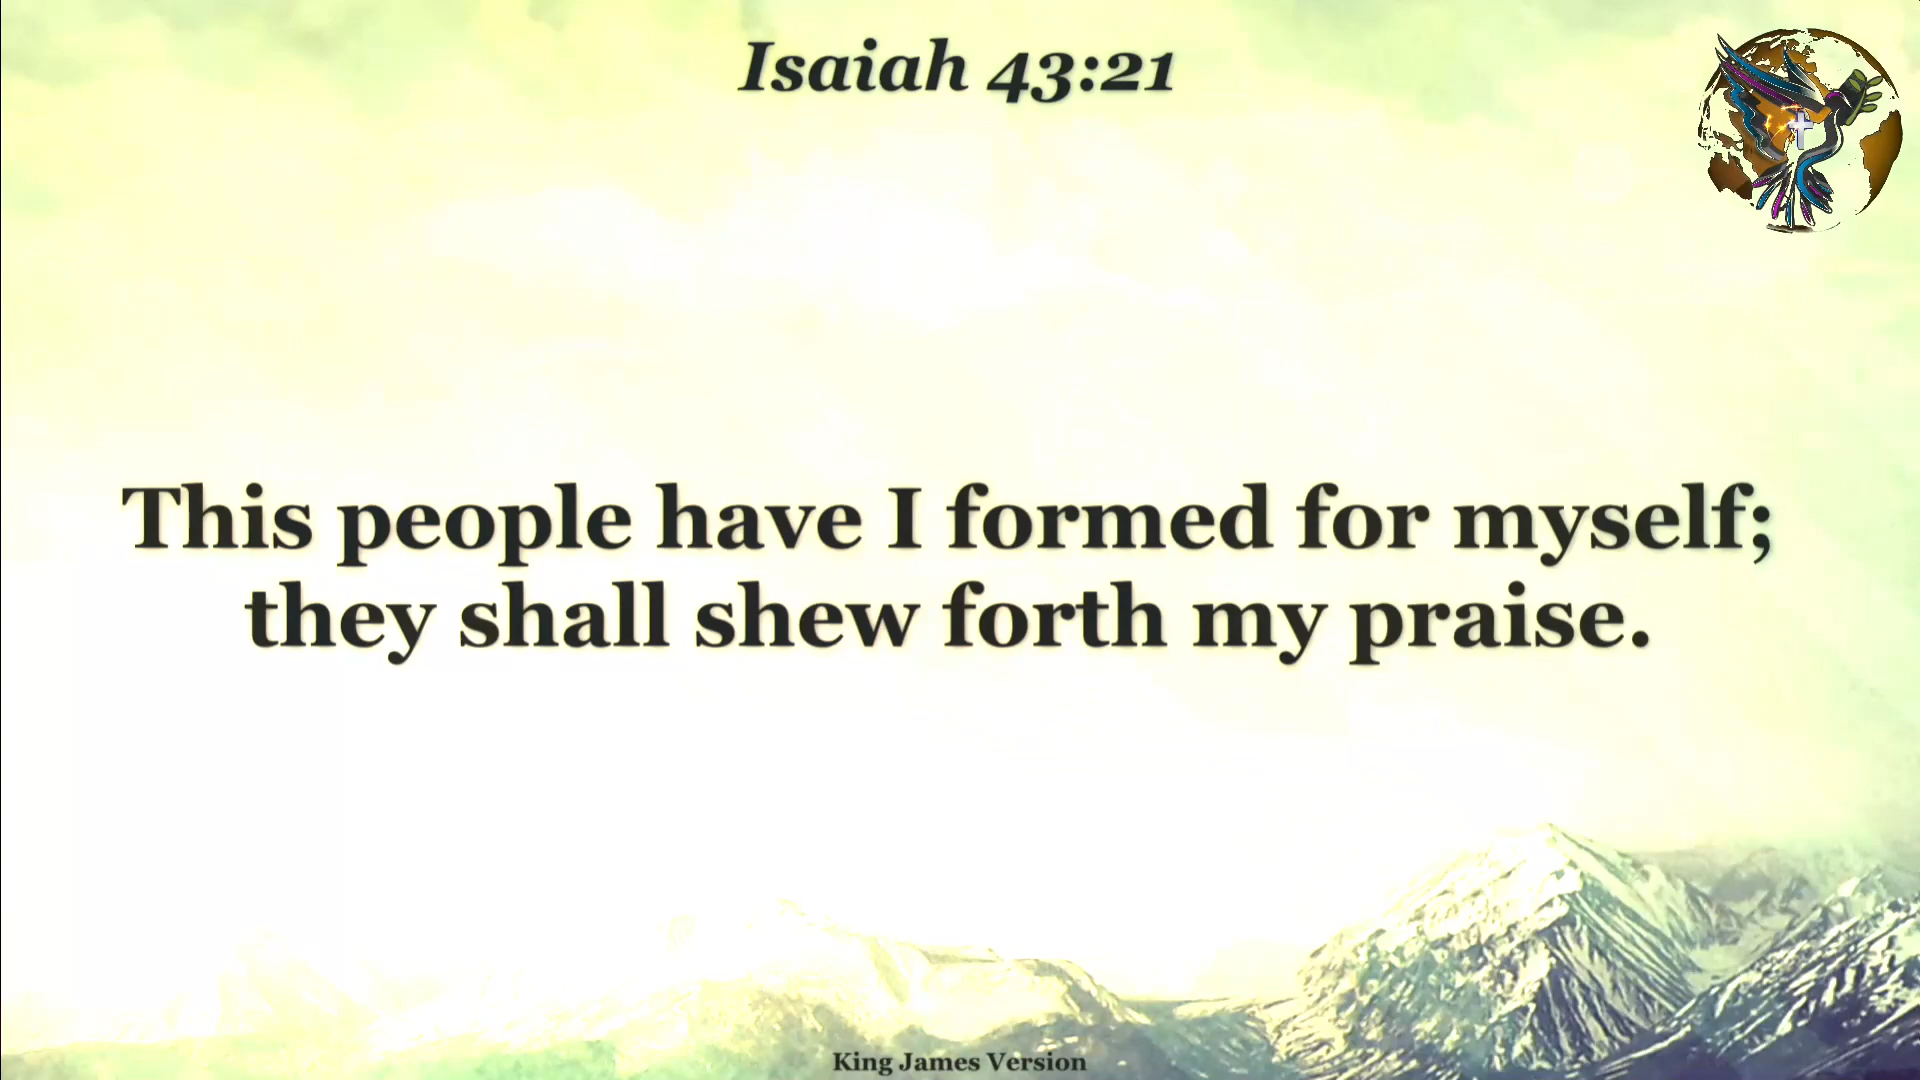 Isaiah 43:21
This people have I formed for myself;
they shall shew forth my praise.
King James Version